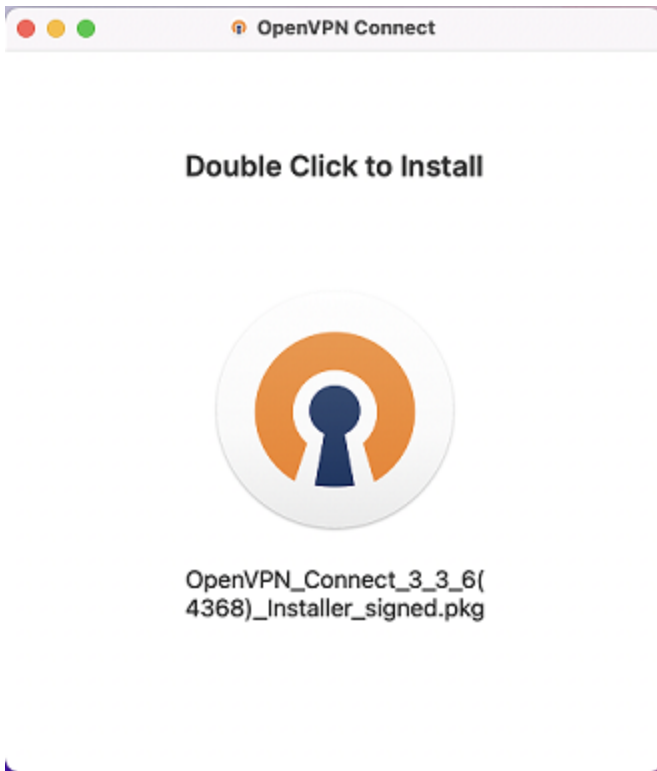 OpenVPN Connect
Double Click to Install
OpenVPN_Connect_3_3_6(
4368)_Installer_signed.pkg